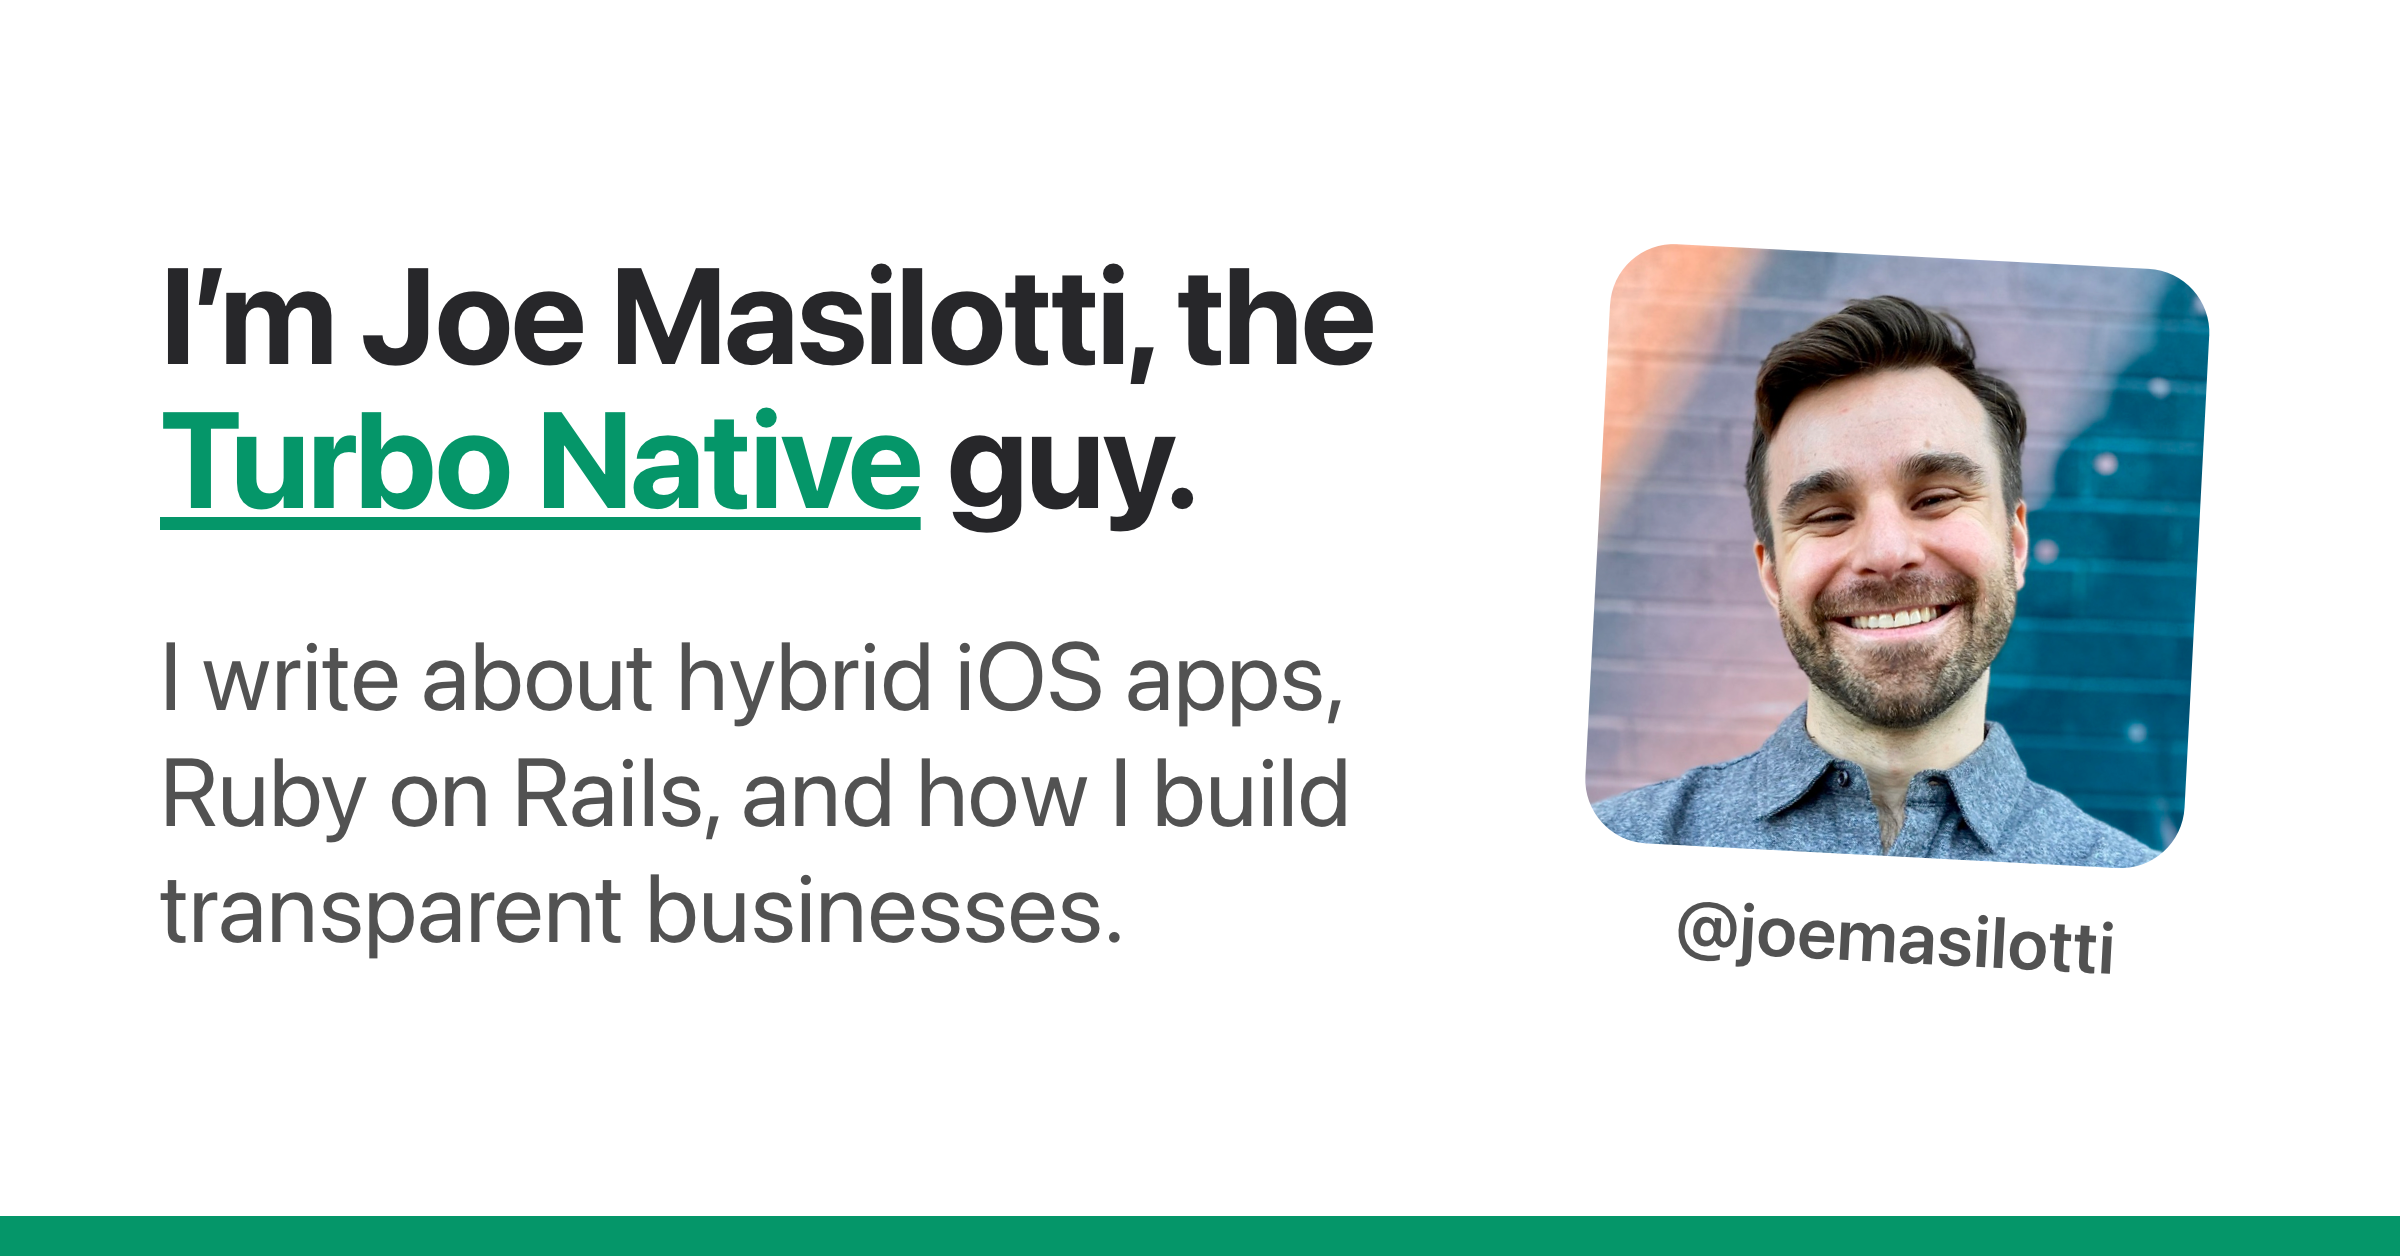 I’m Joe Masilotti, the
Turbo Native guy.
I write about hybrid iOS apps,
Ruby on Rails, and how I build
transparent businesses.
@joemasilotti